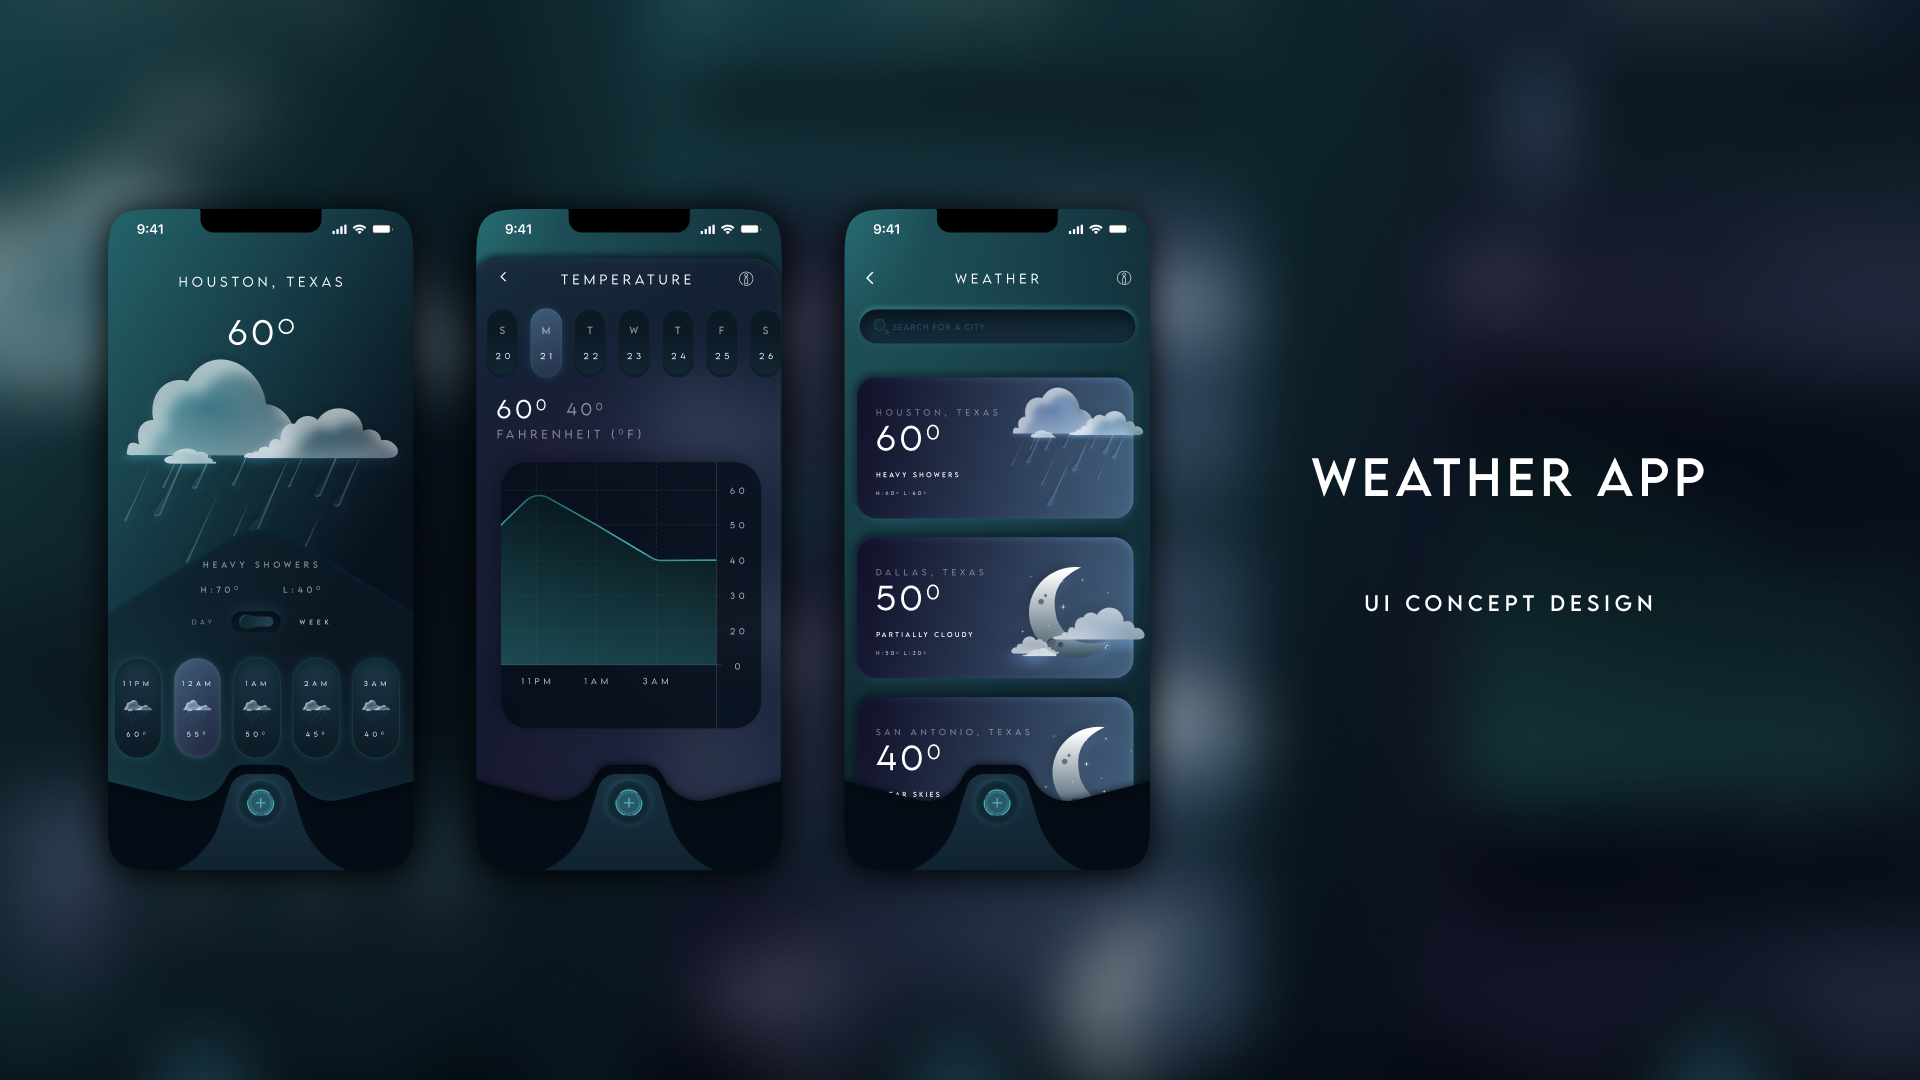 9:41
HOUSTON, TEXAS
60°
HEAVY SHOWERS
H:70° L:40°
DAY WEEK
11PM 12AM 1AM 2AM 3AM
60° 55° 50° 45° 40°
9:41
TEMPERATURE
S M T W T F S
20 21 22 23 24 25 26
60° 40°
FAHRENHEIT (°F)
60
50
40
30
20
0
11PM 1AM 3AM
9:41
WEATHER
SEARCH FOR A CITY
HOUSTON, TEXAS
60°
HEAVY SHOWERS
H:60° L:40°
DALLAS, TEXAS
50°
PARTIALLY CLOUDY
H:50° L:30°
SAN ANTONIO, TEXAS
40°
SKIES
WEATHER APP
UI CONCEPT DESIGN